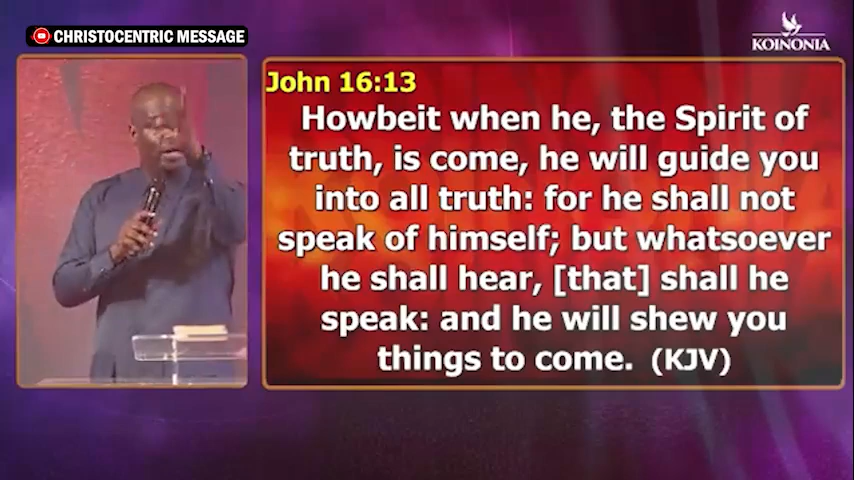 CHRISTOCENTRIC MESSAGE
KOINONIA
John 16:13
Howbeit when he, the Spirit of
truth, is come, he will guide you
into all truth: for he shall not
speak of himself; but whatsoever
he shall hear, [that] shall he
speak: and he will shew you
things to come. (KJV)